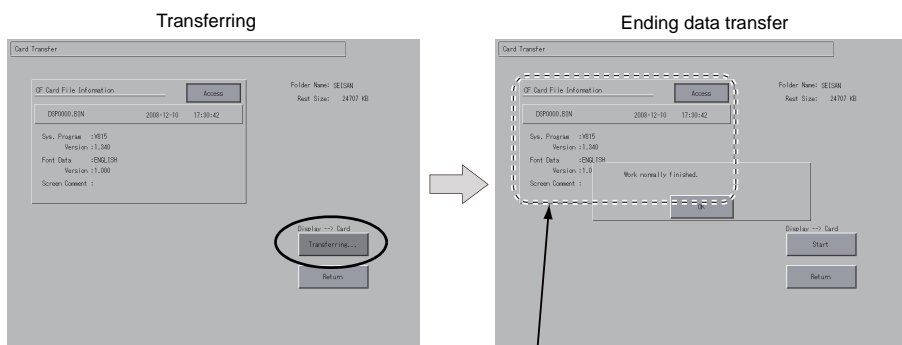 Transferring
Card Transfer
CF Card File Information
Access
DSP0000.BIN 2008-12-10 17:30:42
Sys. Program :V815
Version :1.340
Font Data :ENGLISH
Version :1.000
Screen Comment :
Folder Name: SEISAN
Rest Size: 24707 KB
Display --> Card
Transferring...
Return
Ending data transfer
Card Transfer
CF Card File Information
Access
DSP0000.BIN 2008-12-10 17:30:42
Sys. Program :V815
Version :1.340
Font Data :ENGLISH
Version :1.0
Screen Comment :
Work normally finished.
OK
Folder Name: SEISAN
Rest Size: 24707 KB
Display --> Card
Start
Return